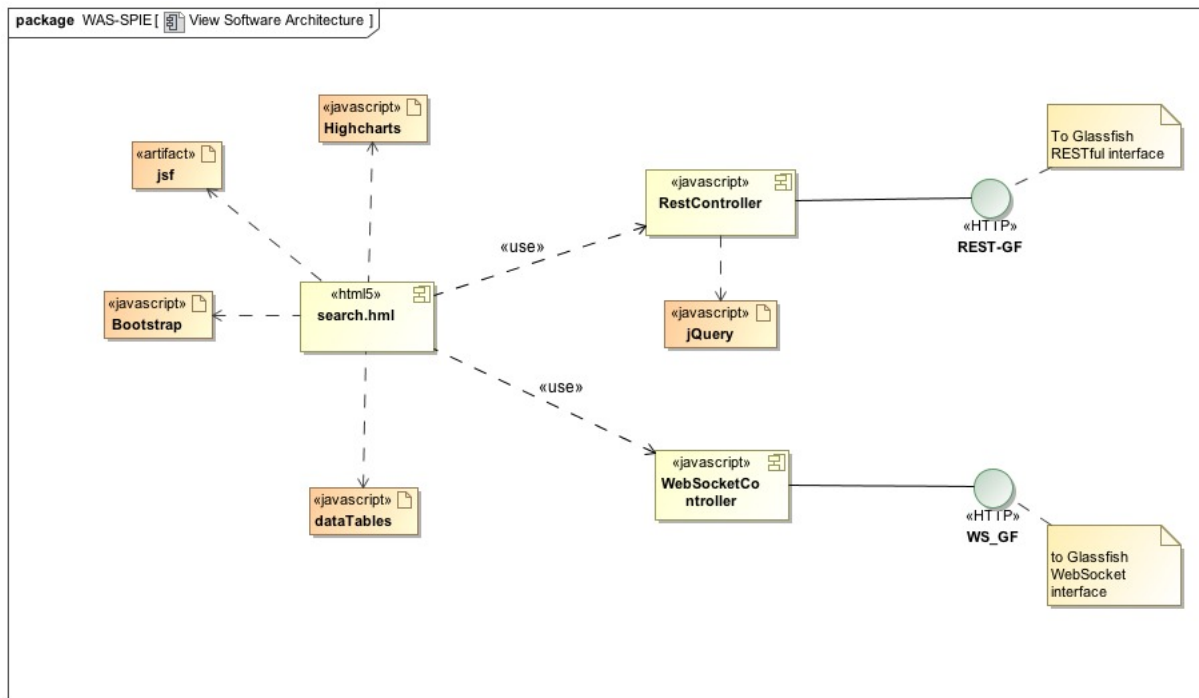 package WAS-SPIE [ View Software Architecture ]
«javascript»
Highcharts
«artifact»
jsf
To Glassfish
RESTful interface
«javascript»
RestController
«HTTP»
REST-GF
«use»
«html5»
search.hml
«javascript»
Bootstrap
«javascript»
jQuery
«use»
«javascript»
WebSocketCo
ntroller
«javascript»
dataTables
«HTTP»
WS_GF
to Glassfish
WebSocket
interface